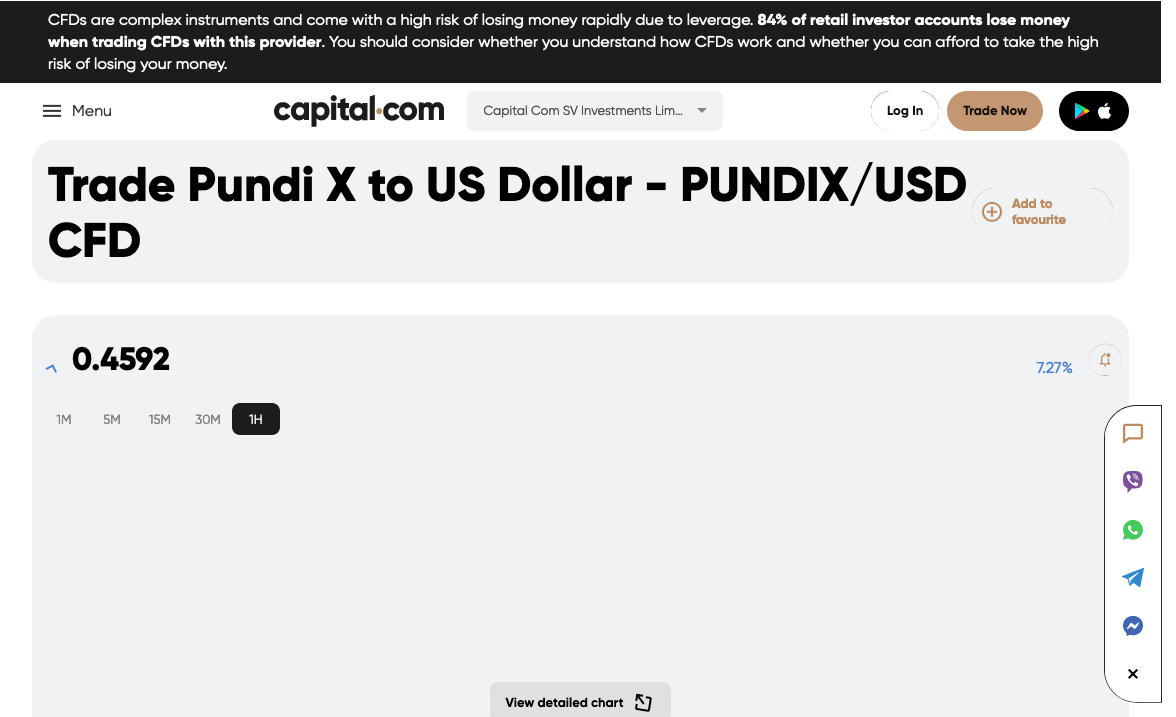 CFDs are complex instruments and come with a high risk of losing money rapidly due to leverage. 84% of retail investor accounts lose money
when trading CFDs with this provider. You should consider whether you understand how CFDs work and whether you can afford to take the high
risk of losing your money.
Menu
capital.com
Capital Com SV Investments Lim...
Log In
Trade Now
Trade Pundi X to US Dollar - PUNDIX/USD
CFD
Add to
favourite
0.4592
7.27%
1M 5M 15M 30M 1H
View detailed chart